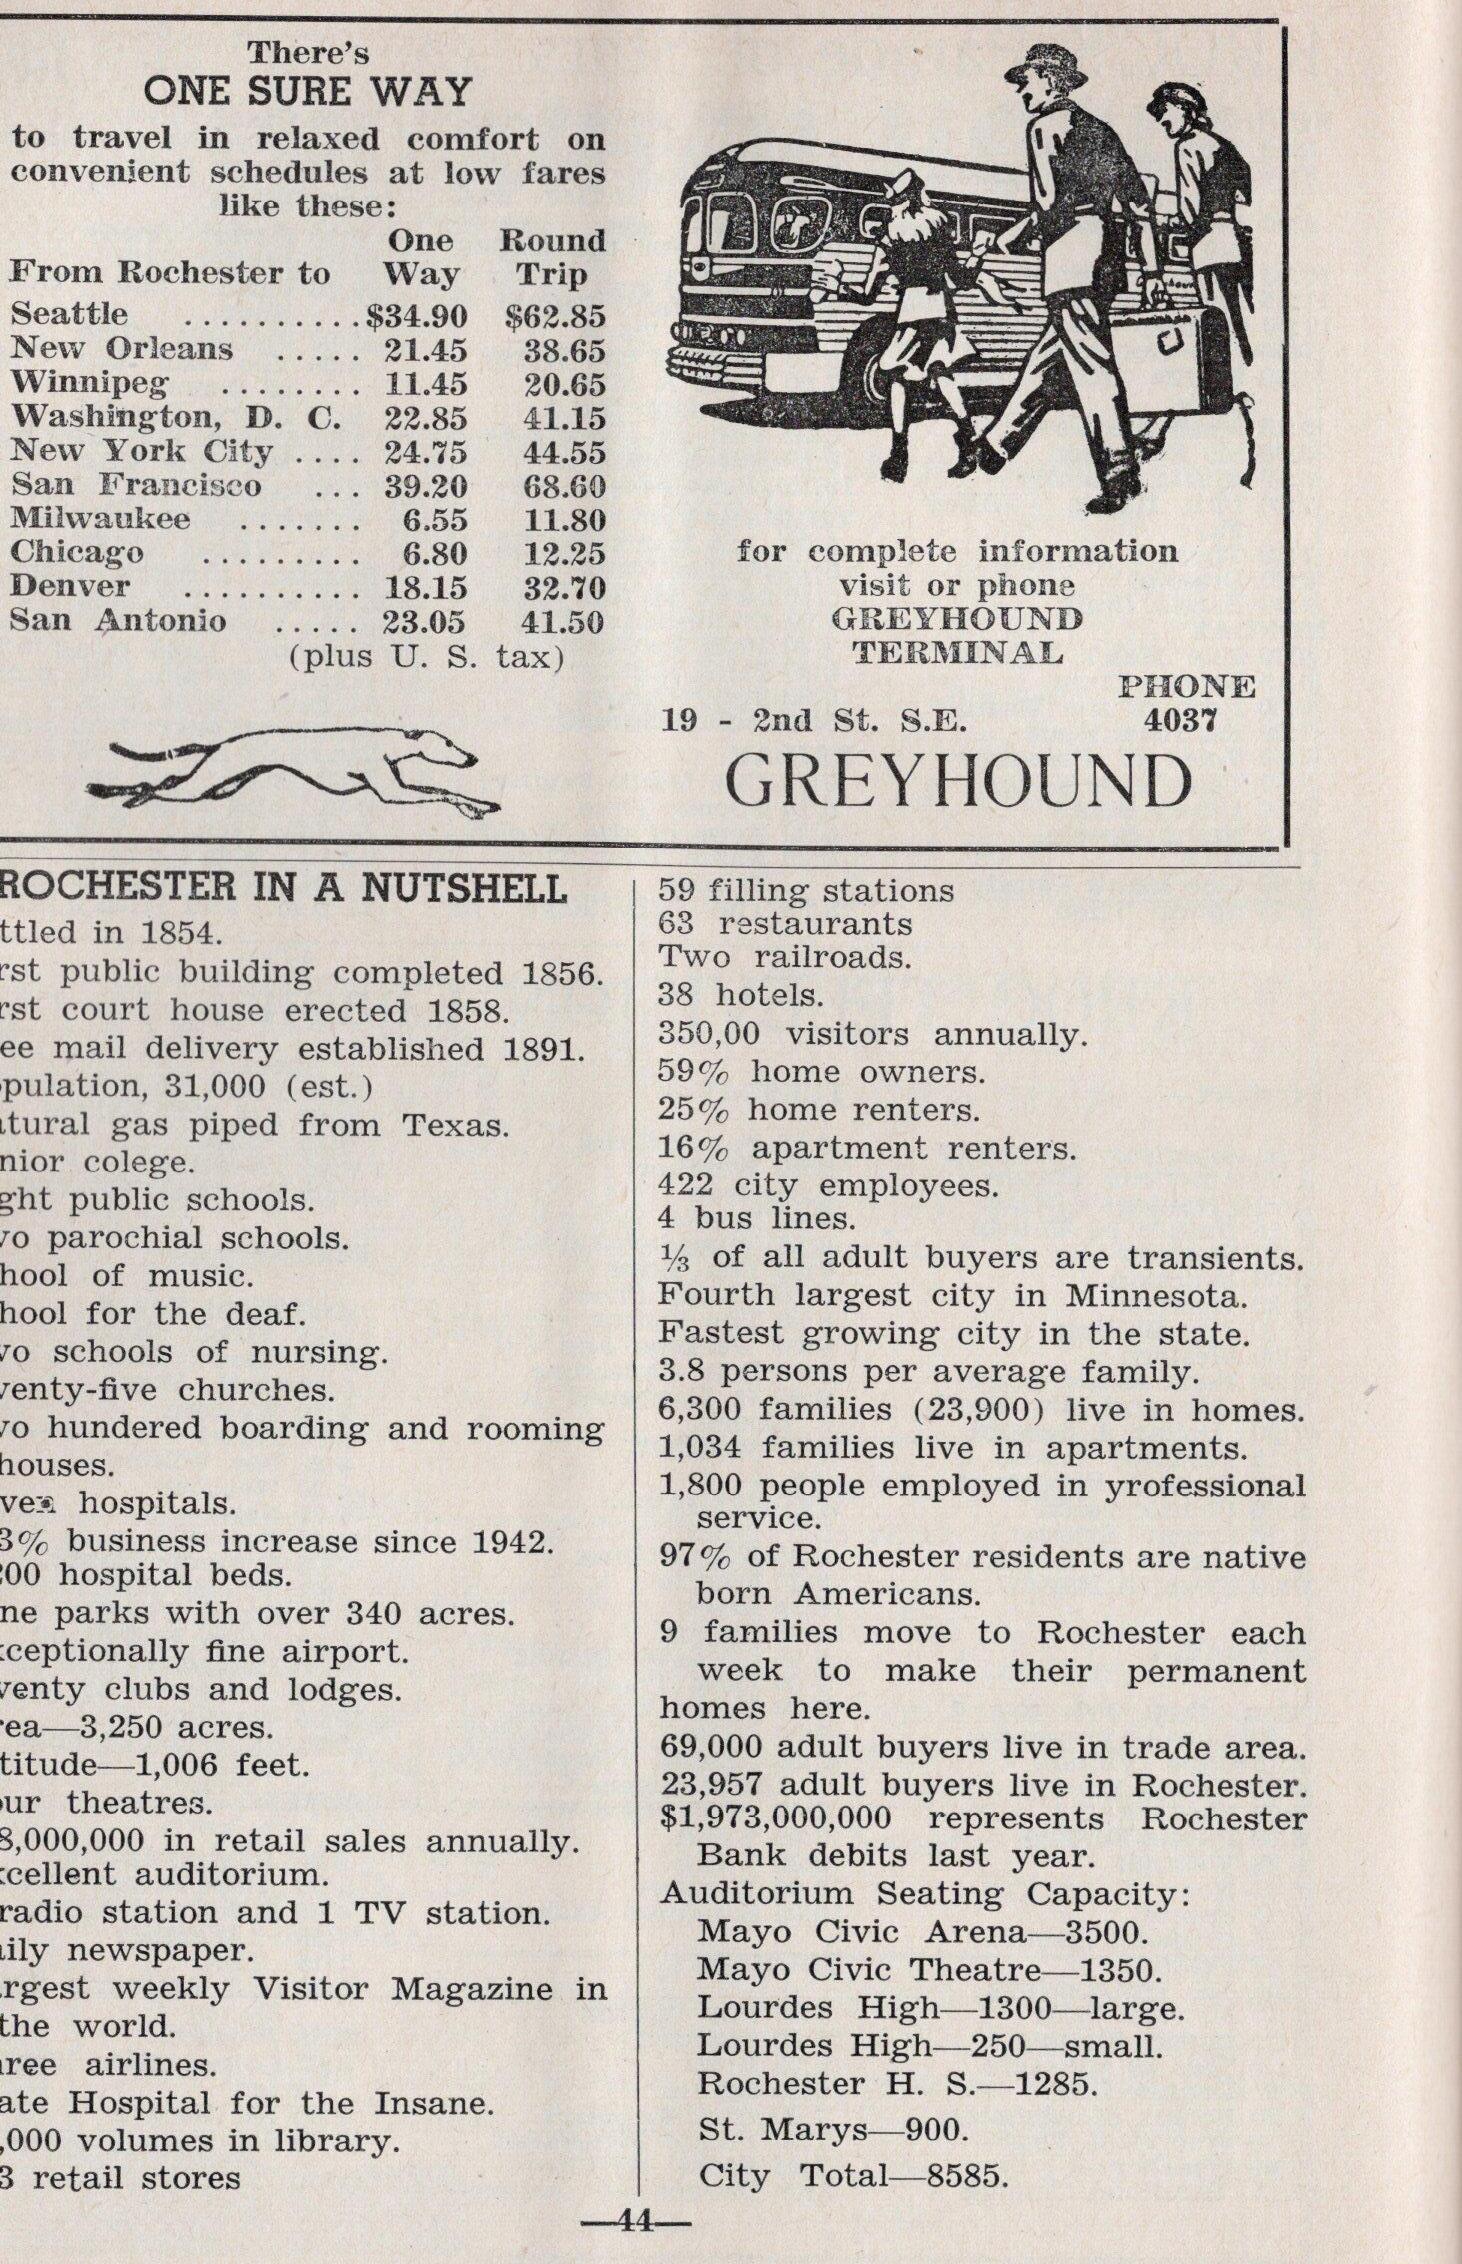 There's
ONE SURE WAY
to travel in relaxed comfort on
convenient schedules at low fares
like these:
One Round
From Rochester to Way Trip
Seattle ..........$34.90 $62.85
New Orleans ..... 21.45 38.65
Winnipeg ........ 11.45 20.65
Washington, D. C. 22.85 41.15
New York City .... 24.75 44.55
San Francisco ... 39.20 68.60
Milwaukee ....... 6.55 11.80
Chicago ......... 6.80 12.25
Denver .......... 18.15 32.70
San Antonio ..... 23.05 41.50
(plus U. S. tax)
for complete information
visit or phone
GREYHOUND
TERMINAL
PHONE
19 - 2nd St. S.E. 4037
GREYHOUND
ROCHESTER IN A NUTSHELL
ttled in 1854.
rst public building completed 1856.
rst court house erected 1858.
ee mail delivery established 1891.
pulation, 31,000 (est.)
tural gas piped from Texas.
nior colege.
ght public schools.
vo parochial schools.
hool of music.
hool for the deaf.
vo schools of nursing.
venty-five churches.
vo hundered boarding and rooming
houses.
hospitals.
3% business increase since 1942.
00 hospital beds.
ne parks with over 340 acres.
ceptionally fine airport.
venty clubs and lodges.
rea—3,250 acres.
titude—1,006 feet.
ur theatres.
8,000,000 in retail sales annually.
cellent auditorium.
radio station and 1 TV station.
ily newspaper.
rgest weekly Visitor Magazine in
the world.
ree airlines.
ate Hospital for the Insane.
,000 volumes in library.
3 retail stores
59 filling stations
63 restaurants
Two railroads.
38 hotels.
350,00 visitors annually.
59% home owners.
25% home renters.
16% apartment renters.
422 city employees.
4 bus lines.
⅓ of all adult buyers are transients.
Fourth largest city in Minnesota.
Fastest growing city in the state.
3.8 persons per average family.
6,300 families (23,900) live in homes.
1,034 families live in apartments.
1,800 people employed in yrofessional
service.
97% of Rochester residents are native
born Americans.
9 families move to Rochester each
week to make their permanent
homes here.
69,000 adult buyers live in trade area.
23,957 adult buyers live in Rochester.
$1,973,000,000 represents Rochester
Bank debits last year.
Auditorium Seating Capacity:
Mayo Civic Arena—3500.
Mayo Civic Theatre—1350.
Lourdes High—1300—large.
Lourdes High—250—small.
Rochester H. S.—1285.
St. Marys—900.
City Total—8585.
—44—